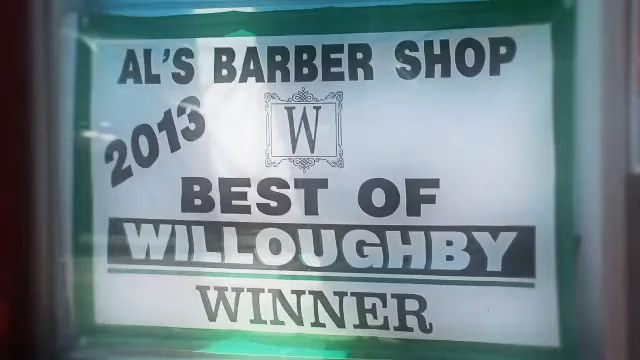 AL'S BARBER SHOP
2013
W
BEST OF
WILLOUGHBY
WINNER